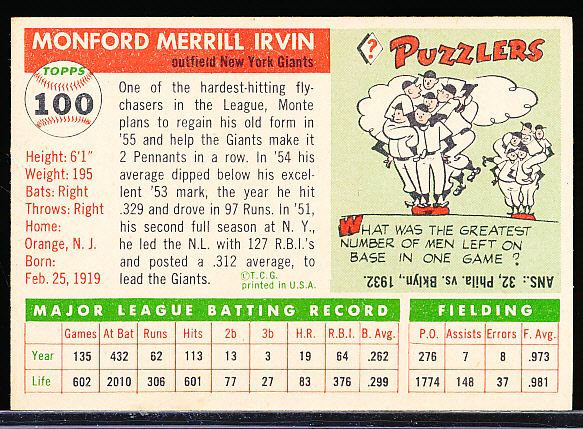 MONFORD MERRILL IRVIN
outfield New York Giants
TOPPS
100
Height: 6'1"
Weight: 195
Bats: Right
Throws: Right
Home:
Orange, N. J.
Born:
Feb. 25, 1919
One of the hardest-hitting fly-
chasers in the League, Monte
plans to regain his old form in
'55 and help the Giants make it
2 Pennants in a row. In '54 his
average dipped below his excel-
lent '53 mark, the year he hit
.329 and drove in 97 Runs. In '51,
his second full season at N. Y.,
he led the N.L. with 127 R.B.I.'s
and posted a .312 average, to
lead the Giants.
©T.C.G.
printed in U.S.A.
? PUZZLERS
WHAT WAS THE GREATEST
NUMBER OF MEN LEFT ON
BASE IN ONE GAME?
ANS.: 32, Phila. vs. Bklyn., 1932.
MAJOR LEAGUE BATTING RECORD FIELDING
Games At Bat Runs Hits 2b 3b H.R. R.B.I. B. Avg. P.O. Assists Errors F. Avg.
Year 135 432 62 113 13 3 19 64 .262 276 7 8 .973
Life 602 2010 306 601 77 27 83 376 .299 1774 148 37 .981